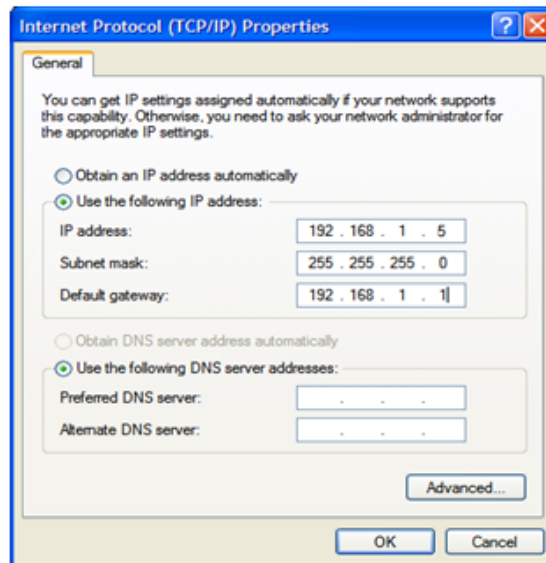 Internet Protocol (TCP/IP) Properties
General
You can get IP settings assigned automatically if your network supports
this capability. Otherwise, you need to ask your network administrator for
the appropriate IP settings.
Obtain an IP address automatically
Use the following IP address:
IP address: 192 . 168 . 1 . 5
Subnet mask: 255 . 255 . 255 . 0
Default gateway: 192 . 168 . 1 . 1
Obtain DNS server address automatically
Use the following DNS server addresses:
Preferred DNS server: . . .
Alternate DNS server: . . .
Advanced...
OK Cancel